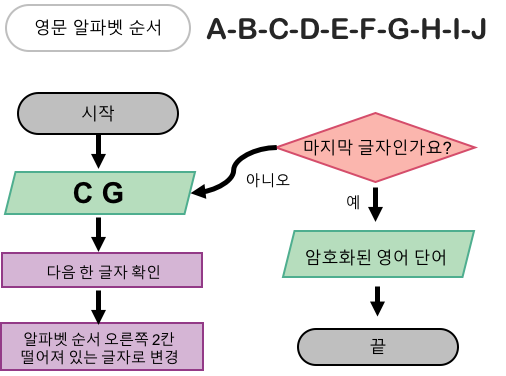 영문 알파벳 순서
A-B-C-D-E-F-G-H-I-J
시작
C G
다음 한 글자 확인
알파벳 순서 오른쪽 2칸
떨어져 있는 글자로 변경
마지막 글자인가요?
아니오
예
암호화된 영어 단어
끝